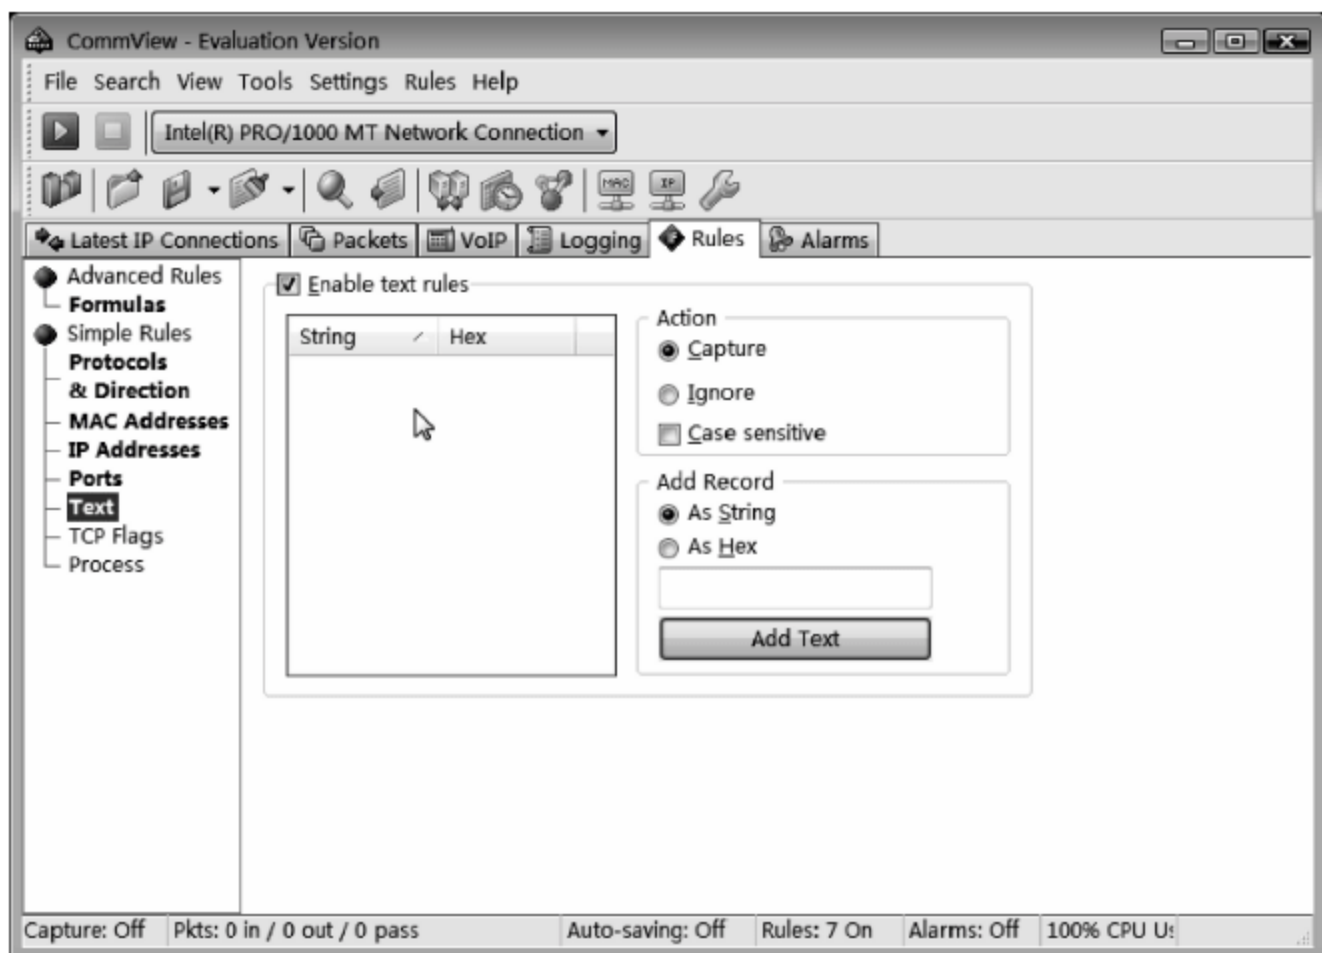 CommView - Evaluation Version
File Search View Tools Settings Rules Help
Intel(R) PRO/1000 MT Network Connection
MAC IP
Latest IP Connections Packets VoIP Logging Rules Alarms
Advanced Rules
Formulas
Simple Rules
Protocols
& Direction
MAC Addresses
IP Addresses
Ports
Text
TCP Flags
Process
Enable text rules
String Hex
Action
Capture
Ignore
Case sensitive
Add Record
As String
As Hex
Add Text
Capture: Off Pkts: 0 in / 0 out / 0 pass Auto-saving: Off Rules: 7 On Alarms: Off 100% CPU U